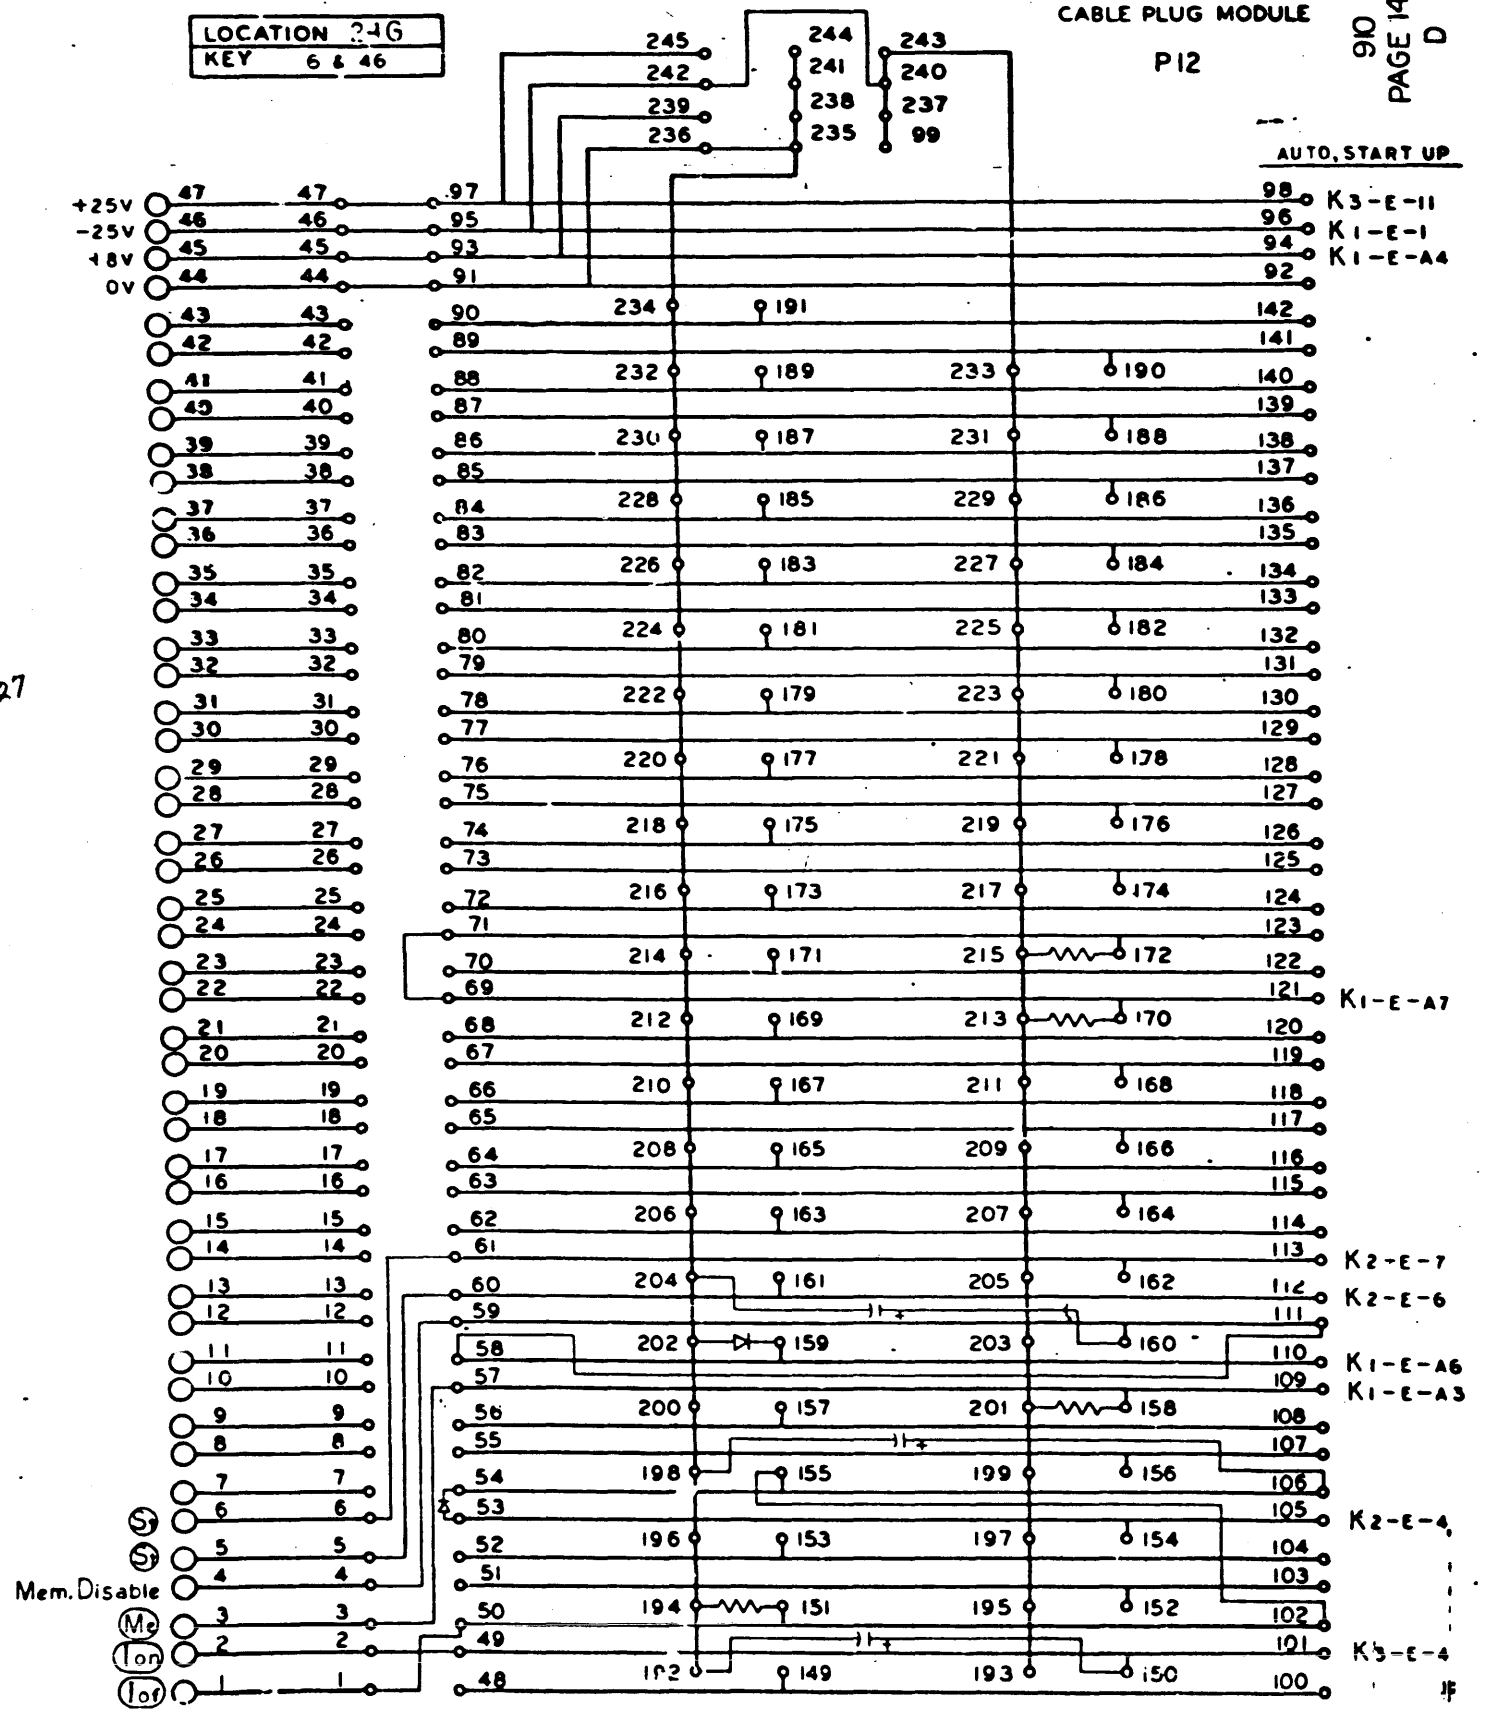 LOCATION 24G
KEY 6 & 46
CABLE PLUG MODULE
P12
910
PAGE 14
D
AUTO, START UP
245 244 243
242 241 240
239 238 237
236 235 99
+25V 47 47 97 98 K3-E-11
-25V 46 46 95 96 K1-E-1
+8V 45 45 93 94 K1-E-A4
0V 44 44 91 92
234 191
43 43 90 142
42 42 89 141
232 189 233 190
41 41 88 140
40 40 87 139
230 187 231 188
39 39 86 138
38 38 85 137
228 185 229 186
37 37 84 136
36 36 83 135
226 183 227 184
35 35 82 134
34 34 81 133
224 181 225 182
33 33 80 132
32 32 79 131
27
222 179 223 180
31 31 78 130
30 30 77 129
220 177 221 178
29 29 76 128
28 28 75 127
218 175 219 176
27 27 74 126
26 26 73 125
216 173 217 174
25 25 72 124
24 24 71 123
214 171 215 172
23 23 70 122
22 22 69 121 K1-E-A7
212 169 213 170
21 21 68 120
20 20 67 119
210 167 211 168
19 19 66 118
18 18 65 117
208 165 209 166
17 17 64 116
16 16 63 115
206 163 207 164
15 15 62 114
14 14 61 113 K2-E-7
204 161 205 162
13 13 60 112 K2-E-6
12 12 59 111
202 159 203 160
11 11 58 110 K1-E-A6
10 10 57 109 K1-E-A3
200 157 201 158
9 9 56 108
8 8 55 107
198 155 199 156
7 7 54 106
6 6 53 105 K2-E-4
196 153 197 154
5 5 52 104
Mem. Disable 4 4 51 103
194 151 195 152
Me 3 3 50 102
Ion 2 2 49 101 K3-E-4
192 149 193 150
1 1 48 100